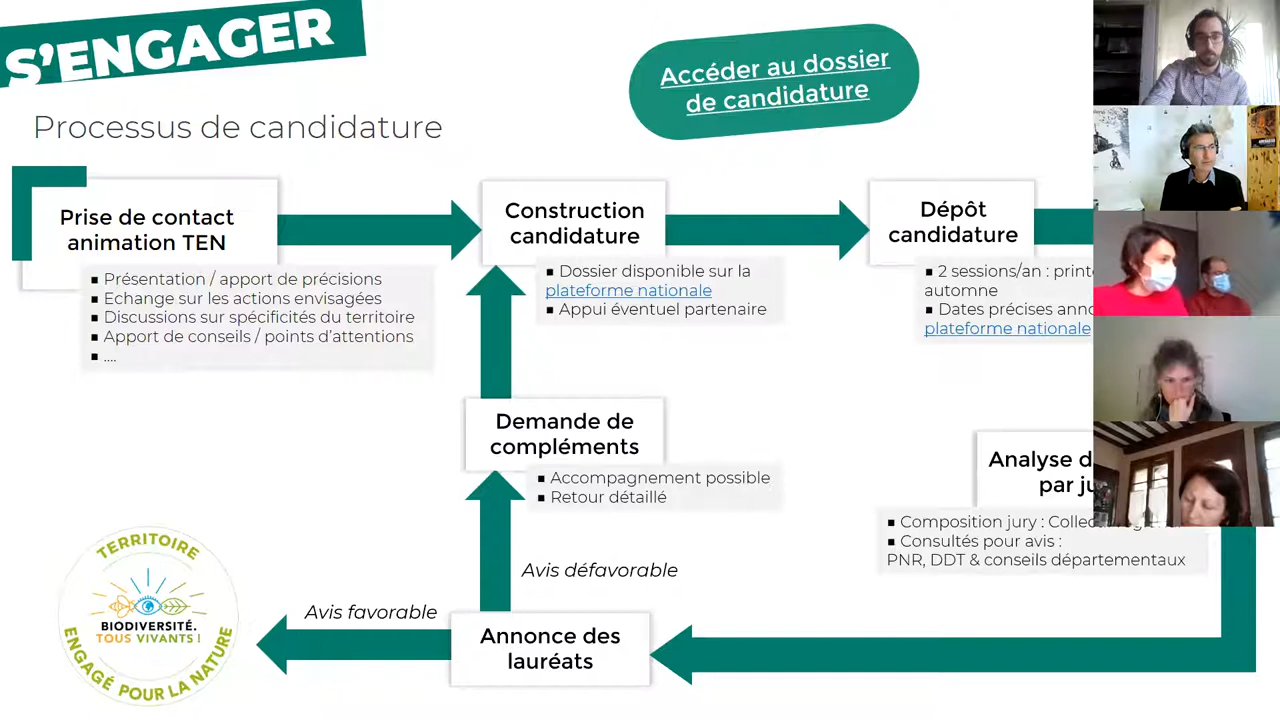 S'ENGAGER
Accéder au dossier
de candidature
Processus de candidature
Prise de contact
animation TEN
▪ Présentation / apport de précisions
▪ Echange sur les actions envisagées
▪ Discussions sur spécificités du territoire
▪ Apport de conseils / points d'attentions
▪ ....
Construction
candidature
▪ Dossier disponible sur la
plateforme nationale
▪ Appui éventuel partenaire
Dépôt
candidature
▪ 2 sessions/an :
automne
▪ Dates précises
plateforme nationale
Demande de
compléments
▪ Accompagnement possible
▪ Retour détaillé
Analyse
par
▪ Composition jury :
▪ Consultés pour avis :
PNR, DDT & conseils départementaux
Avis défavorable
Avis favorable
Annonce des
lauréats
TERRITOIRE
BIODIVERSITÉ.
TOUS VIVANTS !
ENGAGÉ POUR LA NATURE